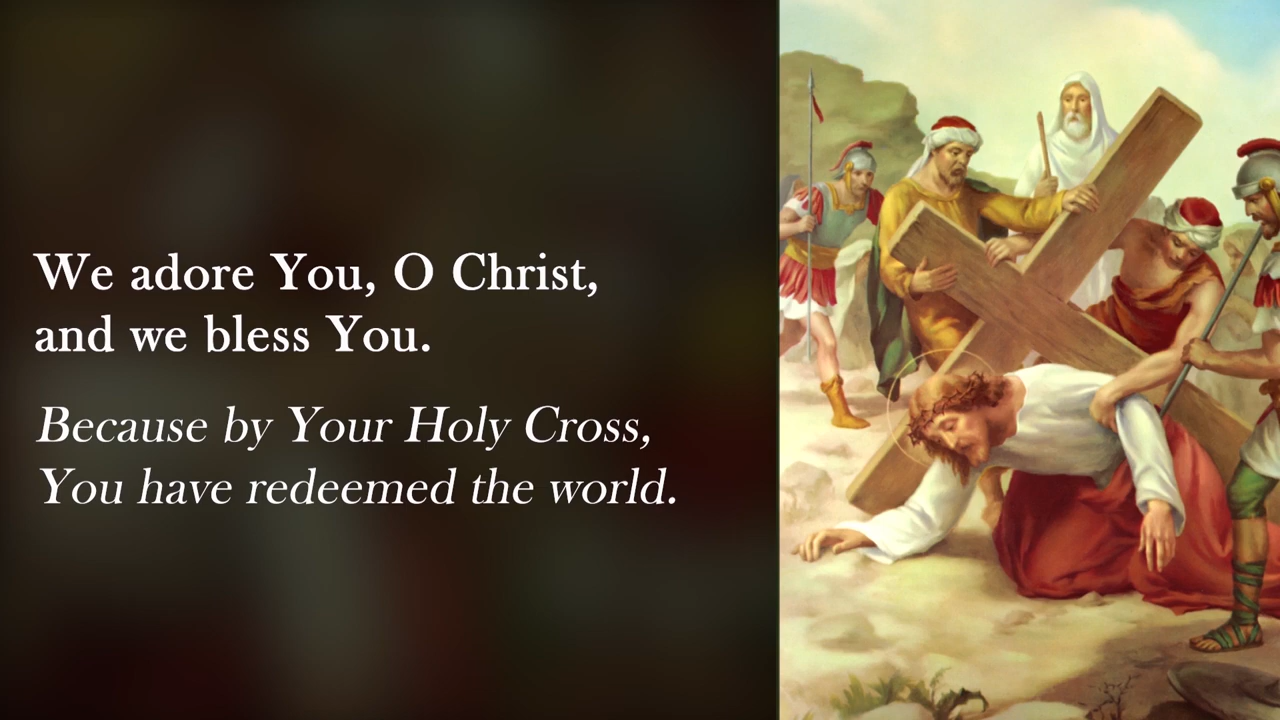 We adore You, O Christ,
and we bless You.
Because by Your Holy Cross,
You have redeemed the world.